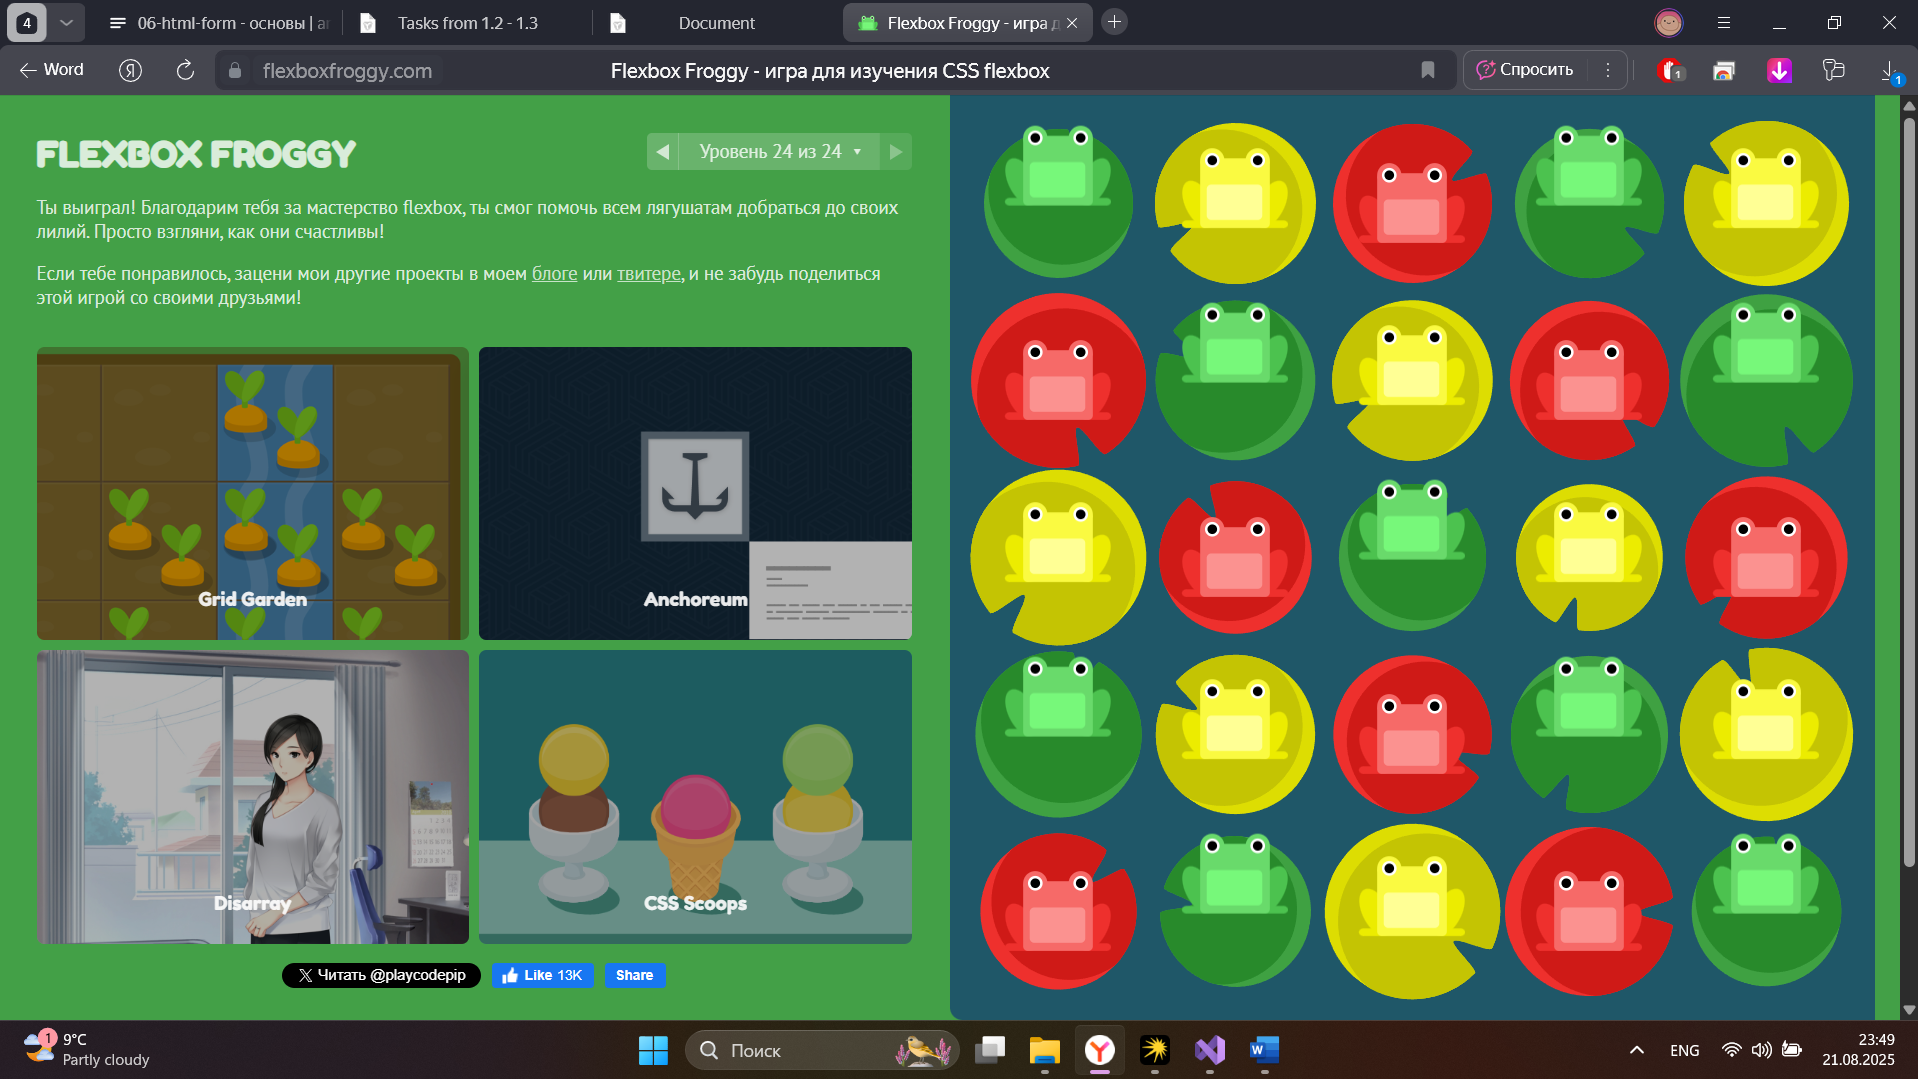 4
06-html-form - основы | ап
Tasks from 1.2 - 1.3
Document
Flexbox Froggy - игра д
Word
Я
flexboxfroggy.com
Flexbox Froggy - игра для изучения CSS flexbox
Спросить
1
1
FLEXBOX FROGGY
Уровень 24 из 24
Ты выиграл! Благодарим тебя за мастерство flexbox, ты смог помочь всем лягушатам добраться до своих
лилий. Просто взгляни, как они счастливы!
Если тебе понравилось, зацени мои другие проекты в моем блоге или твитере, и не забудь поделиться
этой игрой со своими друзьями!
Grid Garden
Anchoreum
Disarray
CSS Scoops
Читать @playcodepip
Like 13K
Share
1
9°C
Partly cloudy
Поиск
ENG
23:49
21.08.2025